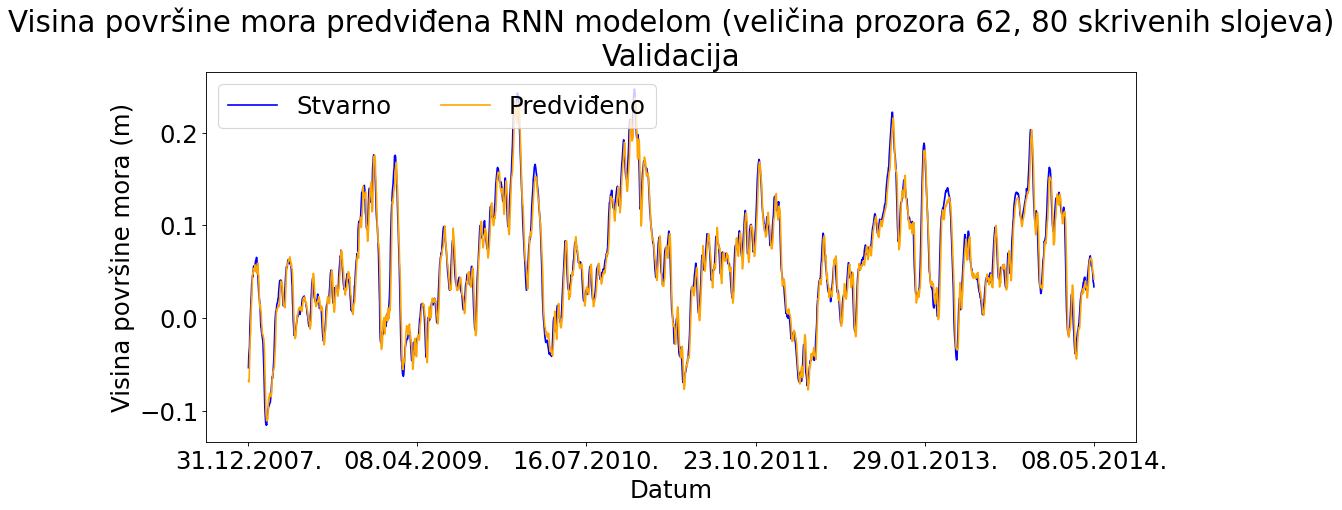 Visina površine mora predviđena RNN modelom (veličina prozora 62, 80 skrivenih slojeva)
Validacija
Stvarno Predviđeno
Visina površine mora (m)
0.2
0.1
0.0
−0.1
31.12.2007. 08.04.2009. 16.07.2010. 23.10.2011. 29.01.2013. 08.05.2014.
Datum